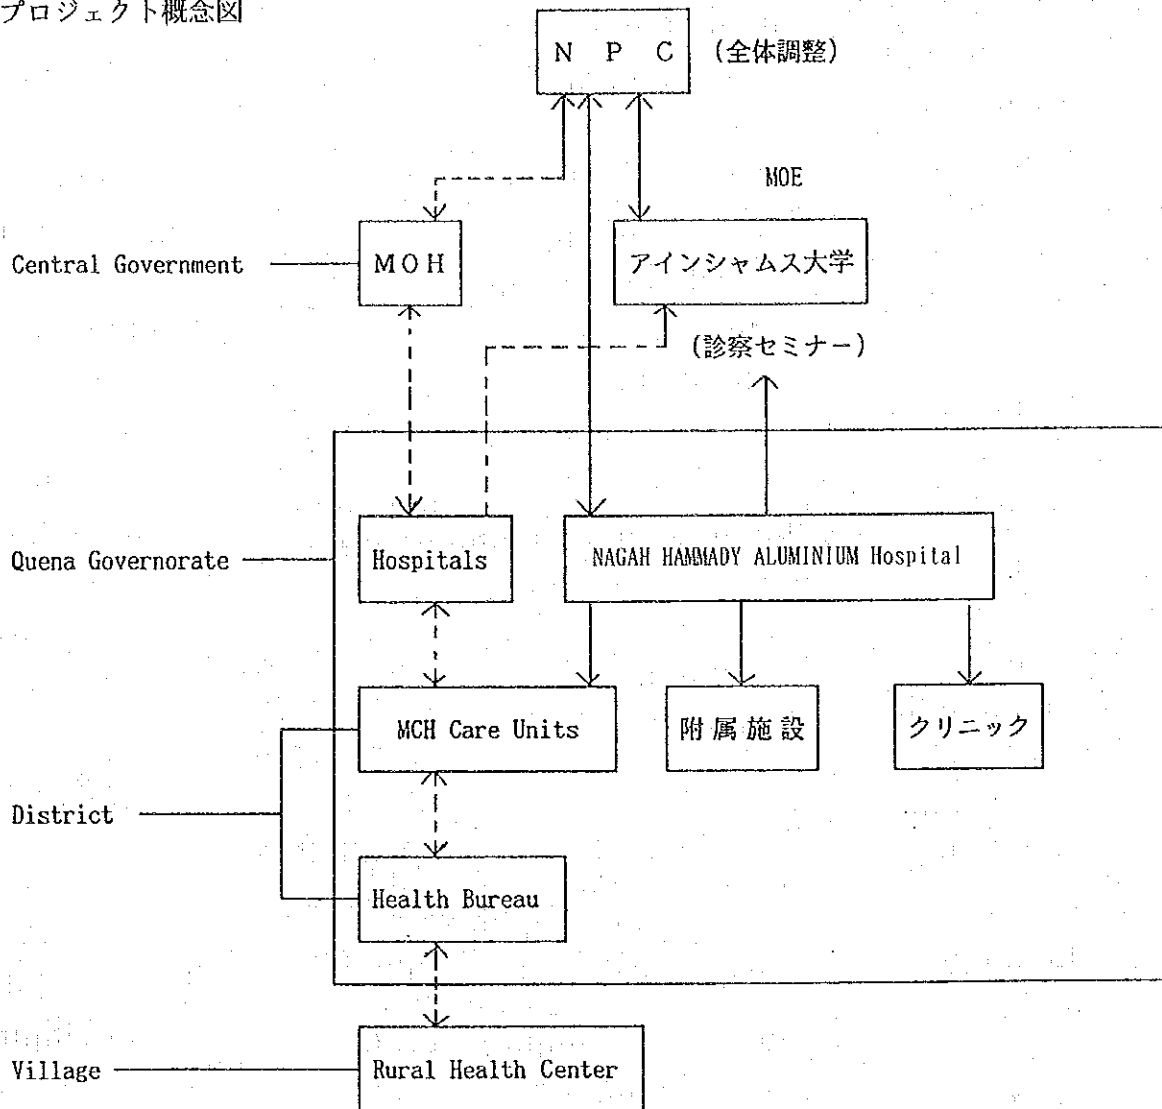 プロジェクト概念図
N P C (全体調整)
MOE
Central Government
MOH
アインシャムス大学
(診察セミナー)
Quena Governorate
Hospitals
NAGAH HAMMADY ALUMINIUM Hospital
MCH Care Units
附属施設
クリニック
District
Health Bureau
Village
Rural Health Center